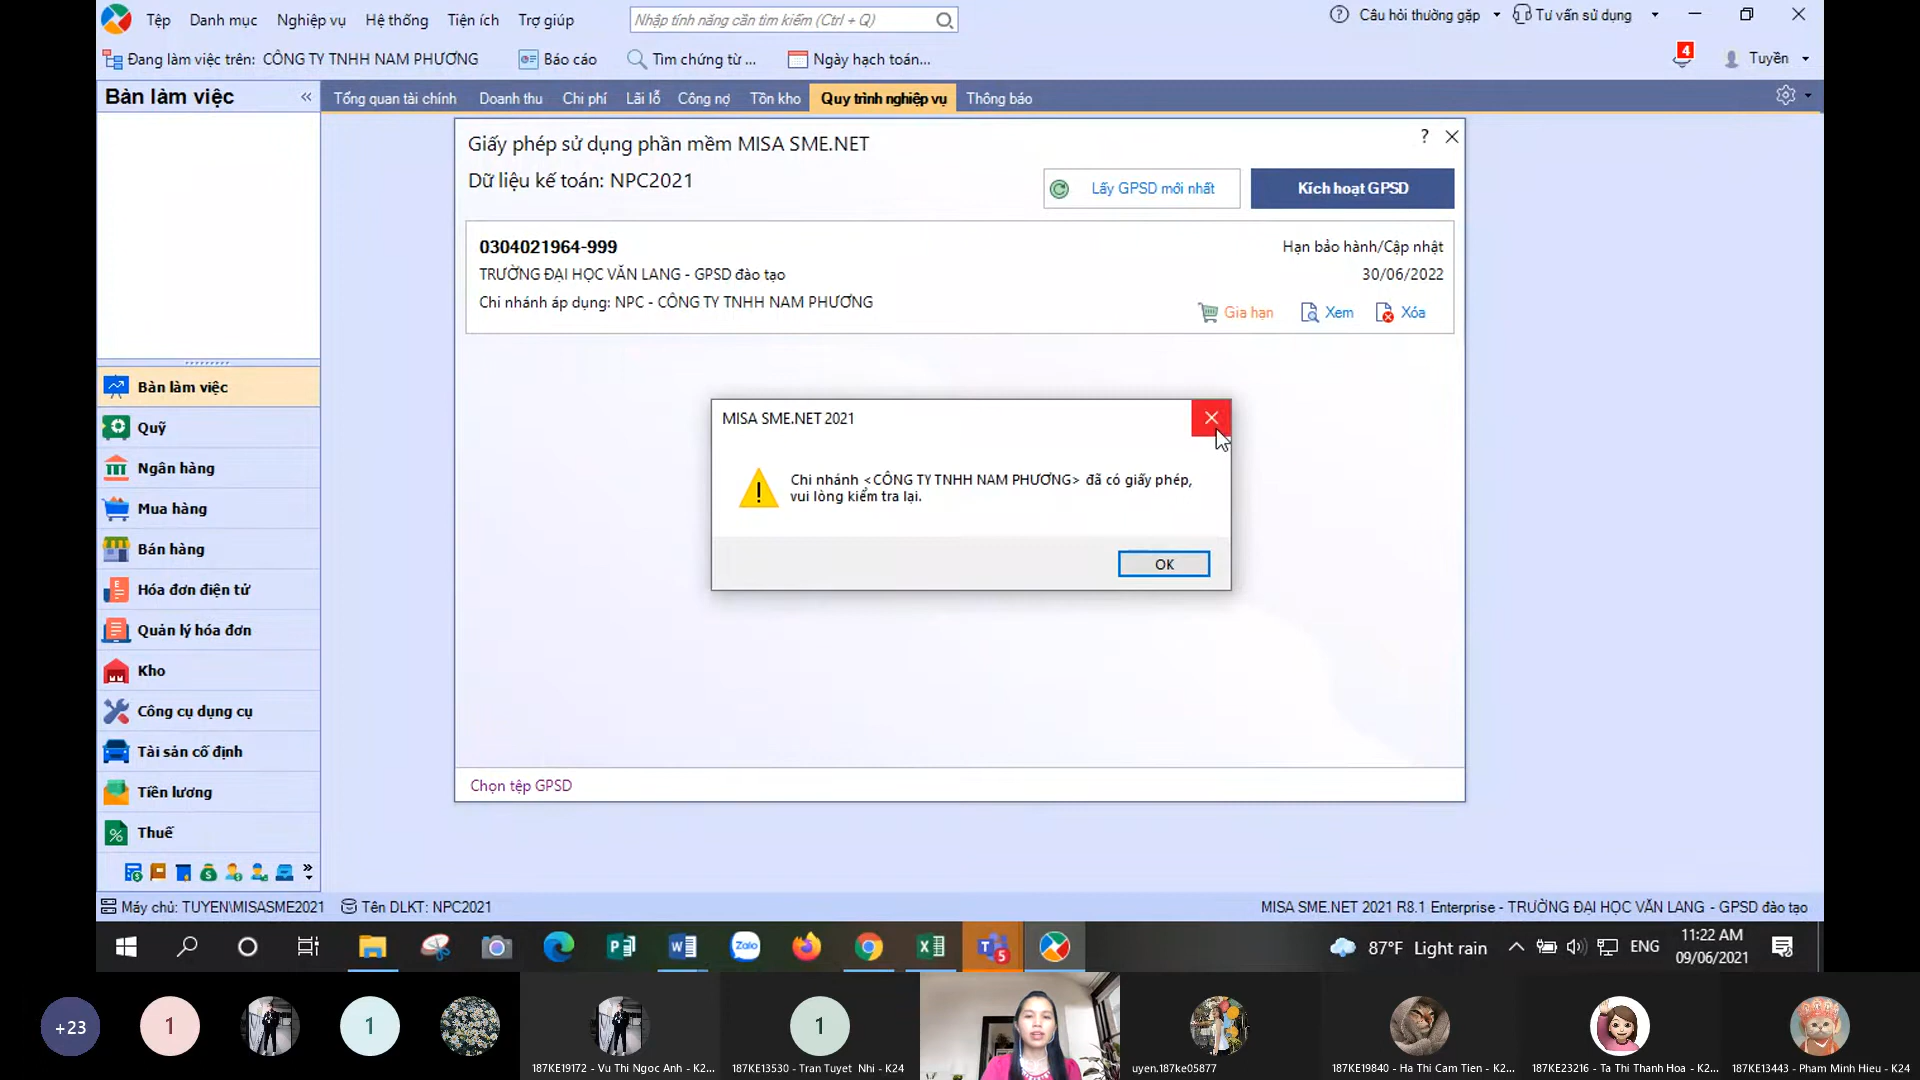 Tệp Danh mục Nghiệp vụ Hệ thống Tiện ích Trợ giúp Nhập tính năng cần tìm kiếm (Ctrl + Q) Câu hỏi thường gặp Tư vấn sử dụng
Đang làm việc trên: CÔNG TY TNHH NAM PHƯƠNG Báo cáo Tìm chứng từ ... Ngày hạch toán... 4 Tuyền
Bàn làm việc « Tổng quan tài chính Doanh thu Chi phí Lãi lỗ Công nợ Tồn kho Quy trình nghiệp vụ Thông báo
Giấy phép sử dụng phần mềm MISA SME.NET ?
Dữ liệu kế toán: NPC2021 Lấy GPSD mới nhất Kích hoạt GPSD
0304021964-999 Hạn bảo hành/Cập nhật
TRƯỜNG ĐẠI HỌC VĂN LANG - GPSD đào tạo 30/06/2022
Chi nhánh áp dụng: NPC - CÔNG TY TNHH NAM PHƯƠNG Gia hạn Xem Xóa
MISA SME.NET 2021
Chi nhánh <CÔNG TY TNHH NAM PHƯƠNG> đã có giấy phép,
vui lòng kiểm tra lại.
OK
Chọn tệp GPSD
Bàn làm việc
Quỹ
Ngân hàng
Mua hàng
Bán hàng
Hóa đơn điện tử
Quản lý hóa đơn
Kho
Công cụ dụng cụ
Tài sản cố định
Tiền lương
Thuế
Máy chủ: TUYEN\MISASME2021 Tên DLKT: NPC2021 MISA SME.NET 2021 R8.1 Enterprise - TRƯỜNG ĐẠI HỌC VĂN LANG - GPSD đào tạo
Zalo 5 87°F Light rain ENG 11:22 AM
09/06/2021
+23 1 1 1
187KE19172 - Vu Thi Ngoc Anh - K2... 187KE13530 - Tran Tuyet Nhi - K24 uyen.187ke05877 187KE19840 - Ha Thi Cam Tien - K2... 187KE23216 - Ta Thi Thanh Hoa - K2... 187KE13443 - Pham Minh Hieu - K24